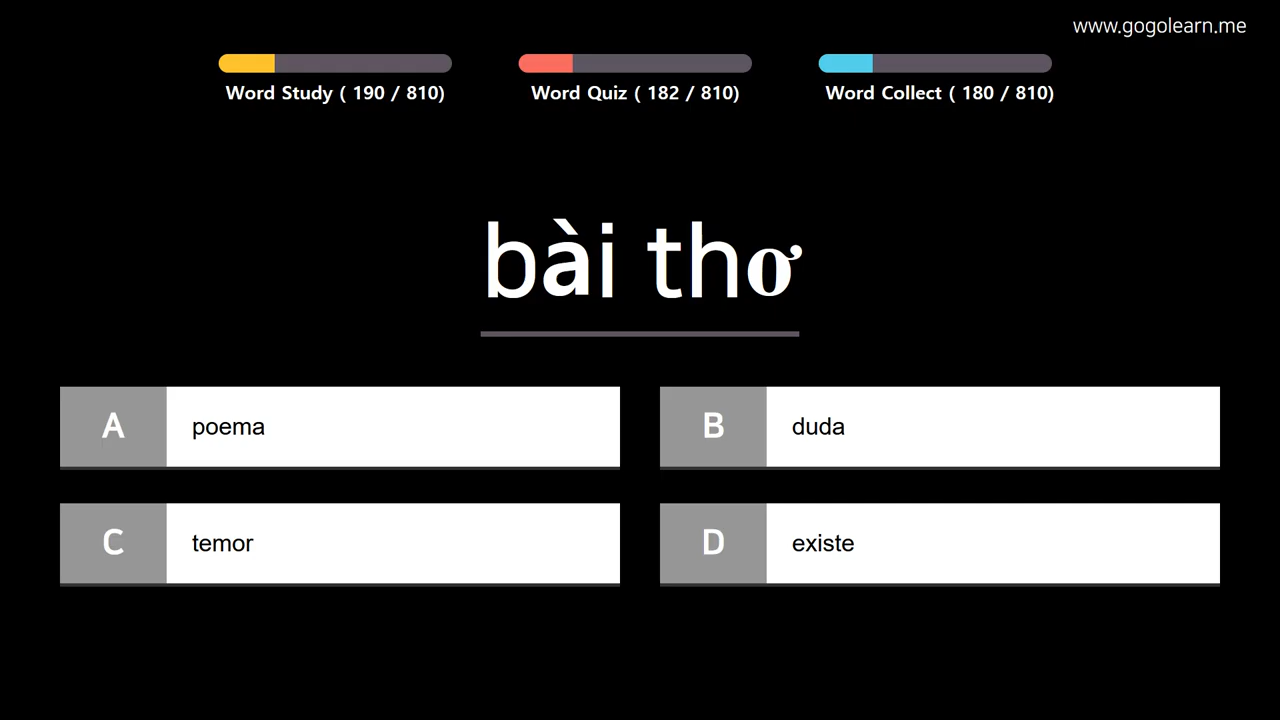 www.gogolearn.me
Word Study ( 190 / 810)
Word Quiz ( 182 / 810)
Word Collect ( 180 / 810)
bài thơ
A poema
B duda
C temor
D existe